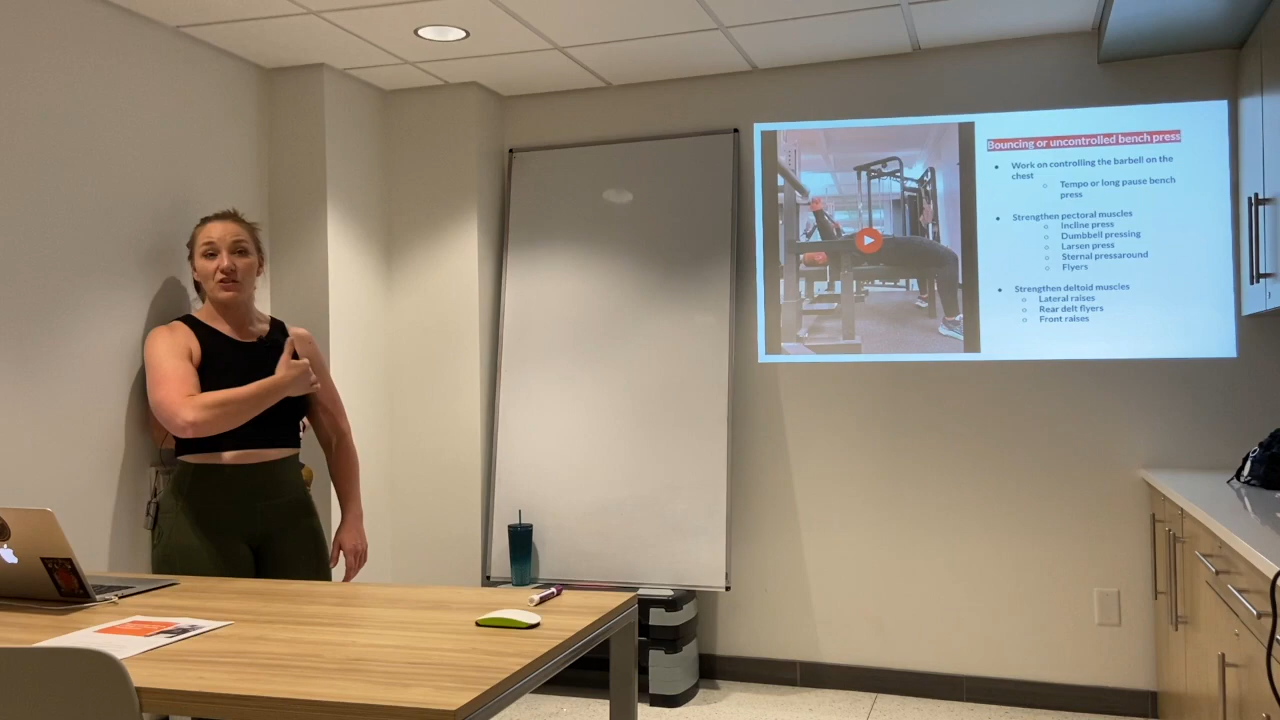 Bouncing or uncontrolled bench press
Work on controlling the barbell on the
chest
Tempo or long pause bench
press
Strengthen pectoral muscles
Incline press
Dumbbell pressing
Larsen press
Sternal pressaround
Flyers
Strengthen deltoid muscles
Lateral raises
Rear delt flyers
Front raises